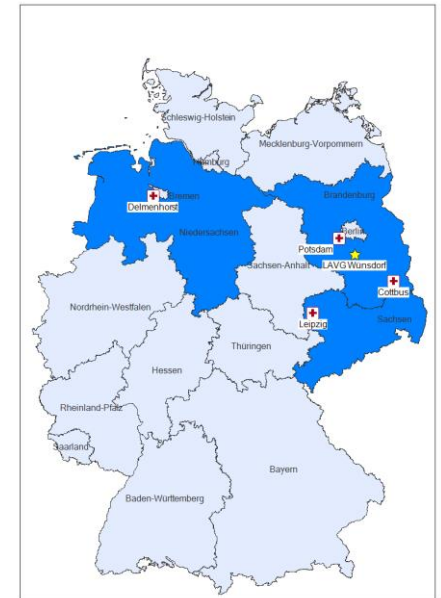 Schleswig-Holstein
Mecklenburg-Vorpommern
Hamburg
Bremen
Delmenhorst
Niedersachsen
Brandenburg
Berlin
Potsdam
Sachsen-Anhalt
LAVG Wünsdorf
Cottbus
Nordrhein-Westfalen
Leipzig
Sachsen
Thüringen
Hessen
Rheinland-Pfalz
Saarland
Bayern
Baden-Württemberg